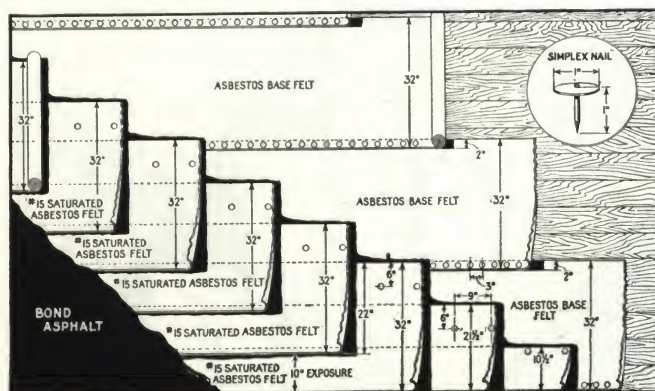 SIMPLEX NAIL
1"
1"
32"
ASBESTOS BASE FELT
32"
32"
32"
2"
32"
ASBESTOS BASE FELT
32"
#15 SATURATED
ASBESTOS FELT
#15 SATURATED
ASBESTOS FELT
32"
6"
3"
2"
#15 SATURATED ASBESTOS FELT
BOND
ASPHALT
22"
32"
9"
6"
21½"
ASBESTOS BASE
FELT
32"
#15 SATURATED ASBESTOS FELT
#15 SATURATED
ASBESTOS FELT
10" EXPOSURE
10½"